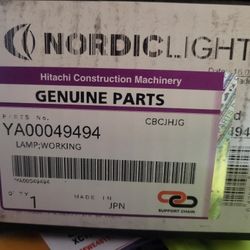 NORDICLIGHT
Hitachi Construction Machinery
GENUINE PARTS
PARTS No.
YA00049494
CBCJHJG
LAMP;WORKING
YA00049494
Q'TY
1
MADE IN
JPN
SUPPORT CHAIN